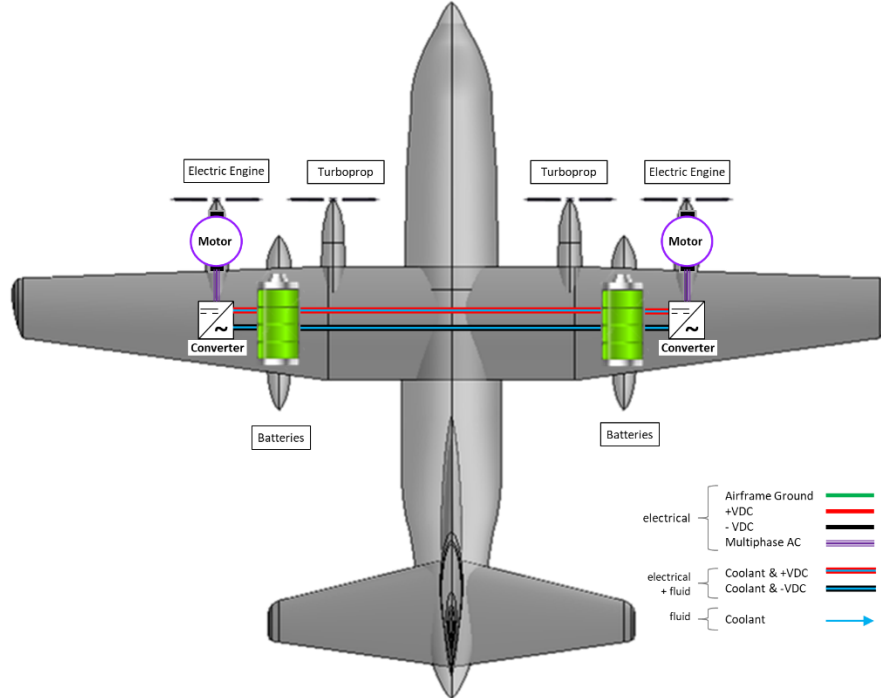 Electric Engine
Turboprop
Turboprop
Electric Engine
Motor
Motor
Converter
Converter
Batteries
Batteries
electrical
Airframe Ground
+VDC
- VDC
Multiphase AC
electrical
+ fluid
Coolant & +VDC
Coolant & -VDC
fluid
Coolant